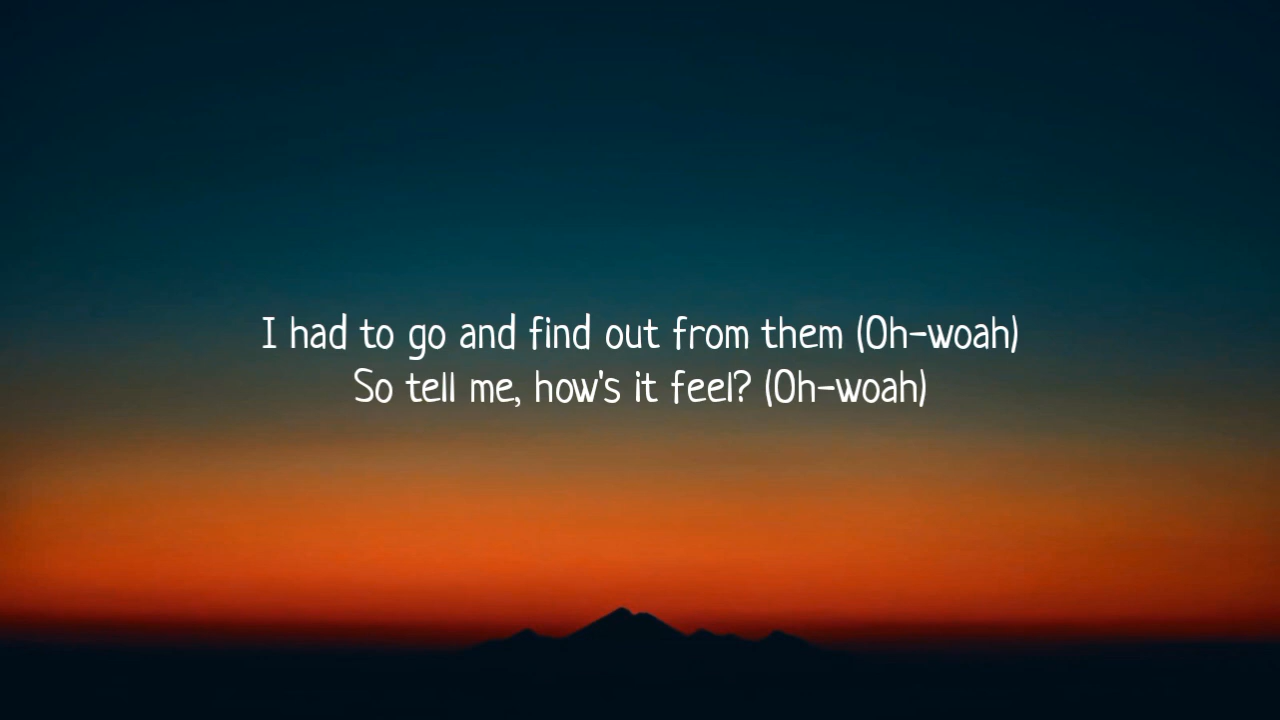 I had to go and find out from them (Oh-woah)
So tell me, how's it feel? (Oh-woah)